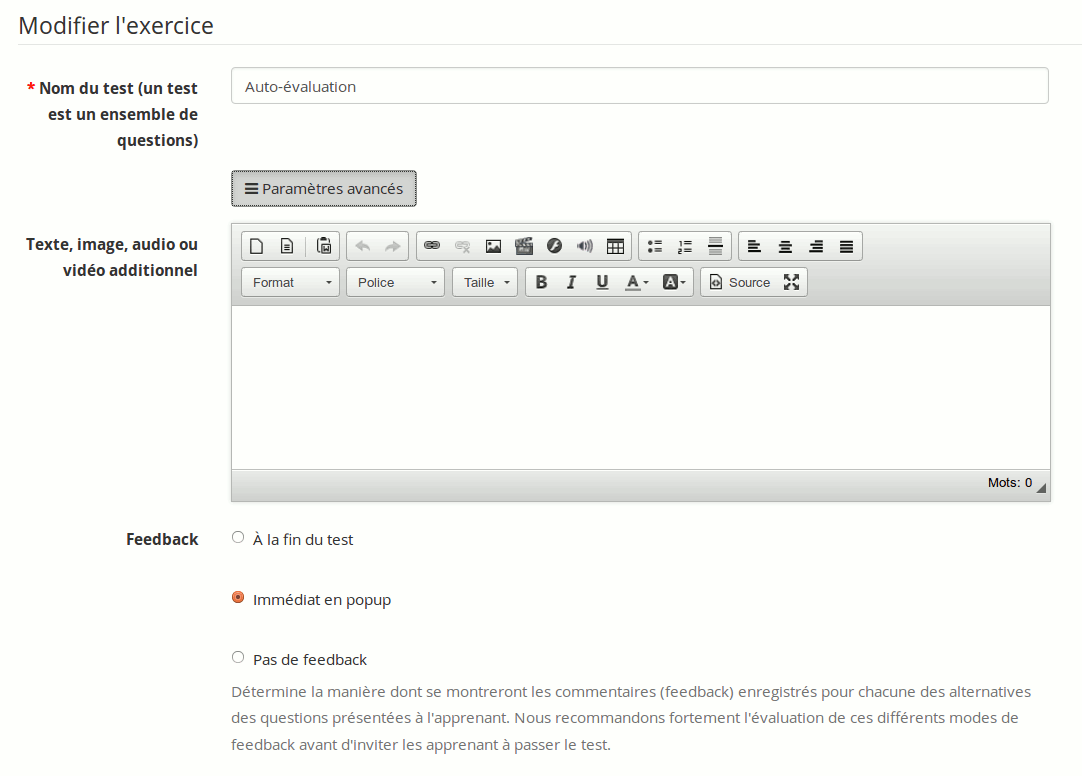 Modifier l'exercice
* Nom du test (un test
est un ensemble de
questions)
Auto-évaluation
Paramètres avancés
Texte, image, audio ou
vidéo additionnel
Format Police Taille B I U A A Source
Mots: 0
Feedback
À la fin du test
Immédiat en popup
Pas de feedback
Détermine la manière dont se montreront les commentaires (feedback) enregistrés pour chacune des alternatives
des questions présentées à l'apprenant. Nous recommandons fortement l'évaluation de ces différents modes de
feedback avant d'inviter les apprenant à passer le test.